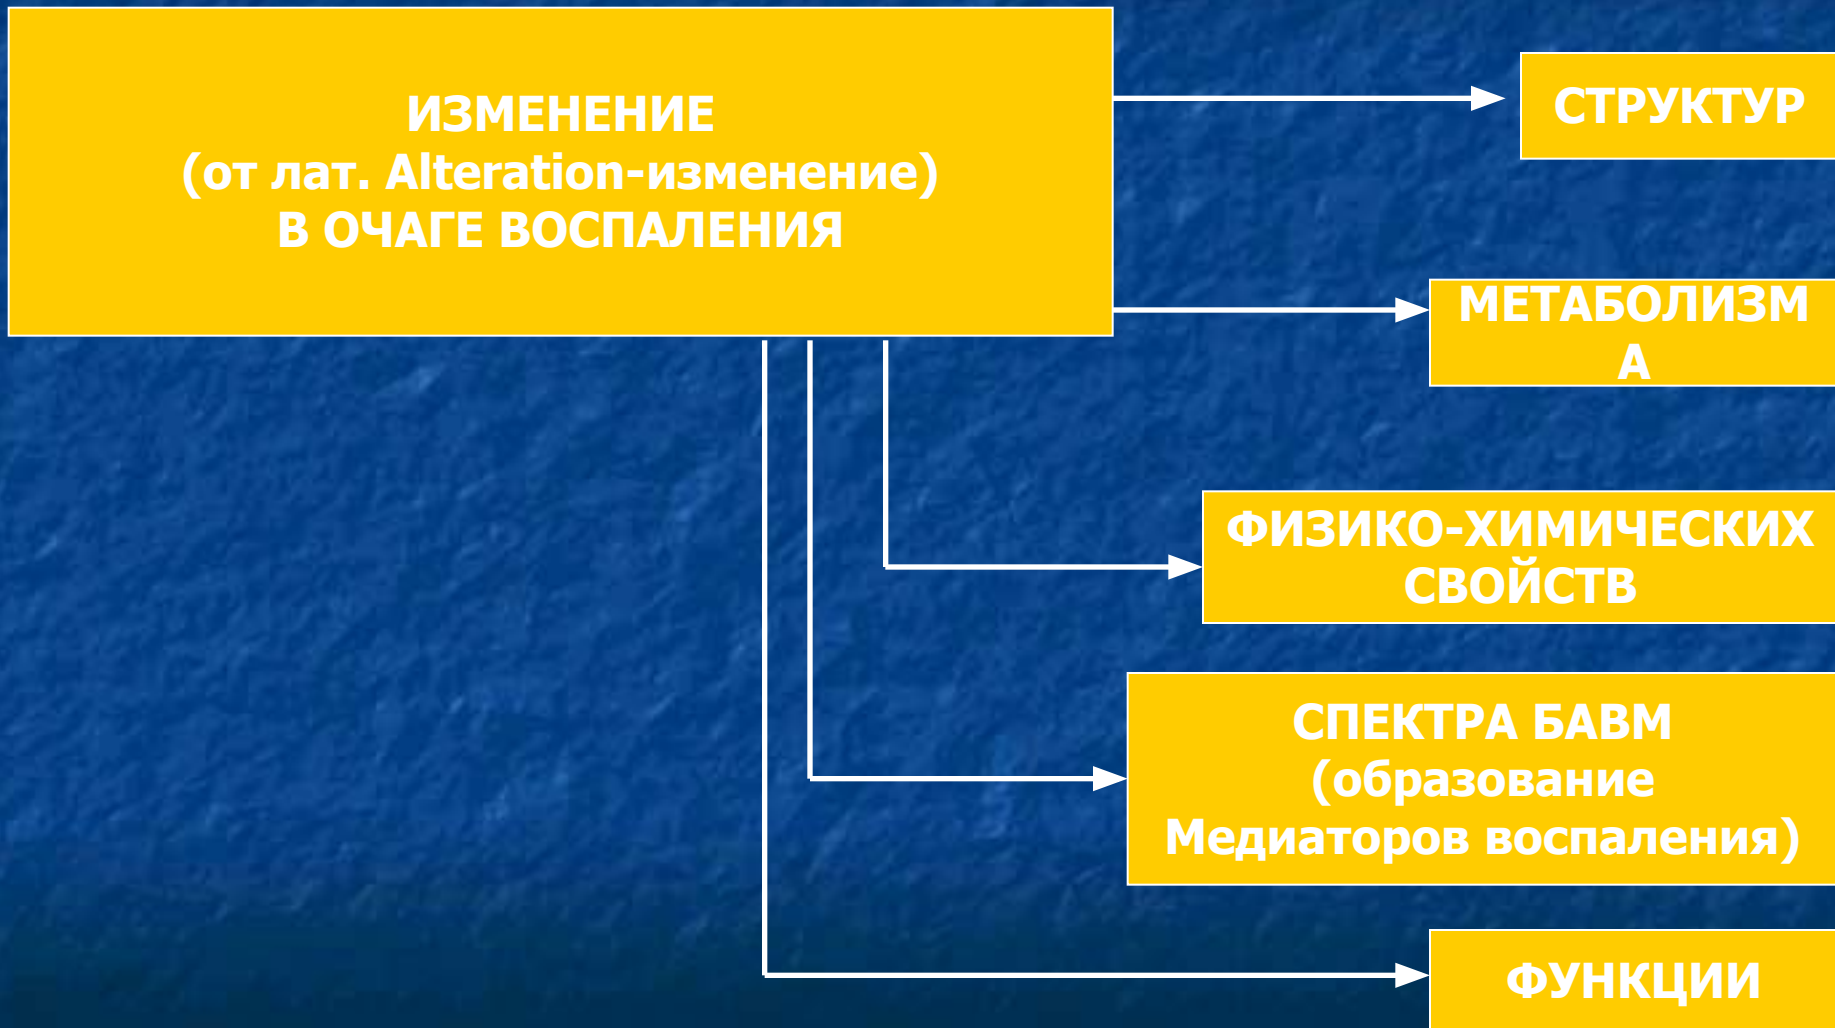 ИЗМЕНЕНИЕ
(от лат. Alteration-изменение)
В ОЧАГЕ ВОСПАЛЕНИЯ
СТРУКТУР
МЕТАБОЛИЗМ
А
ФИЗИКО-ХИМИЧЕСКИХ
СВОЙСТВ
СПЕКТРА БАВМ
(образование
Медиаторов воспаления)
ФУНКЦИИ